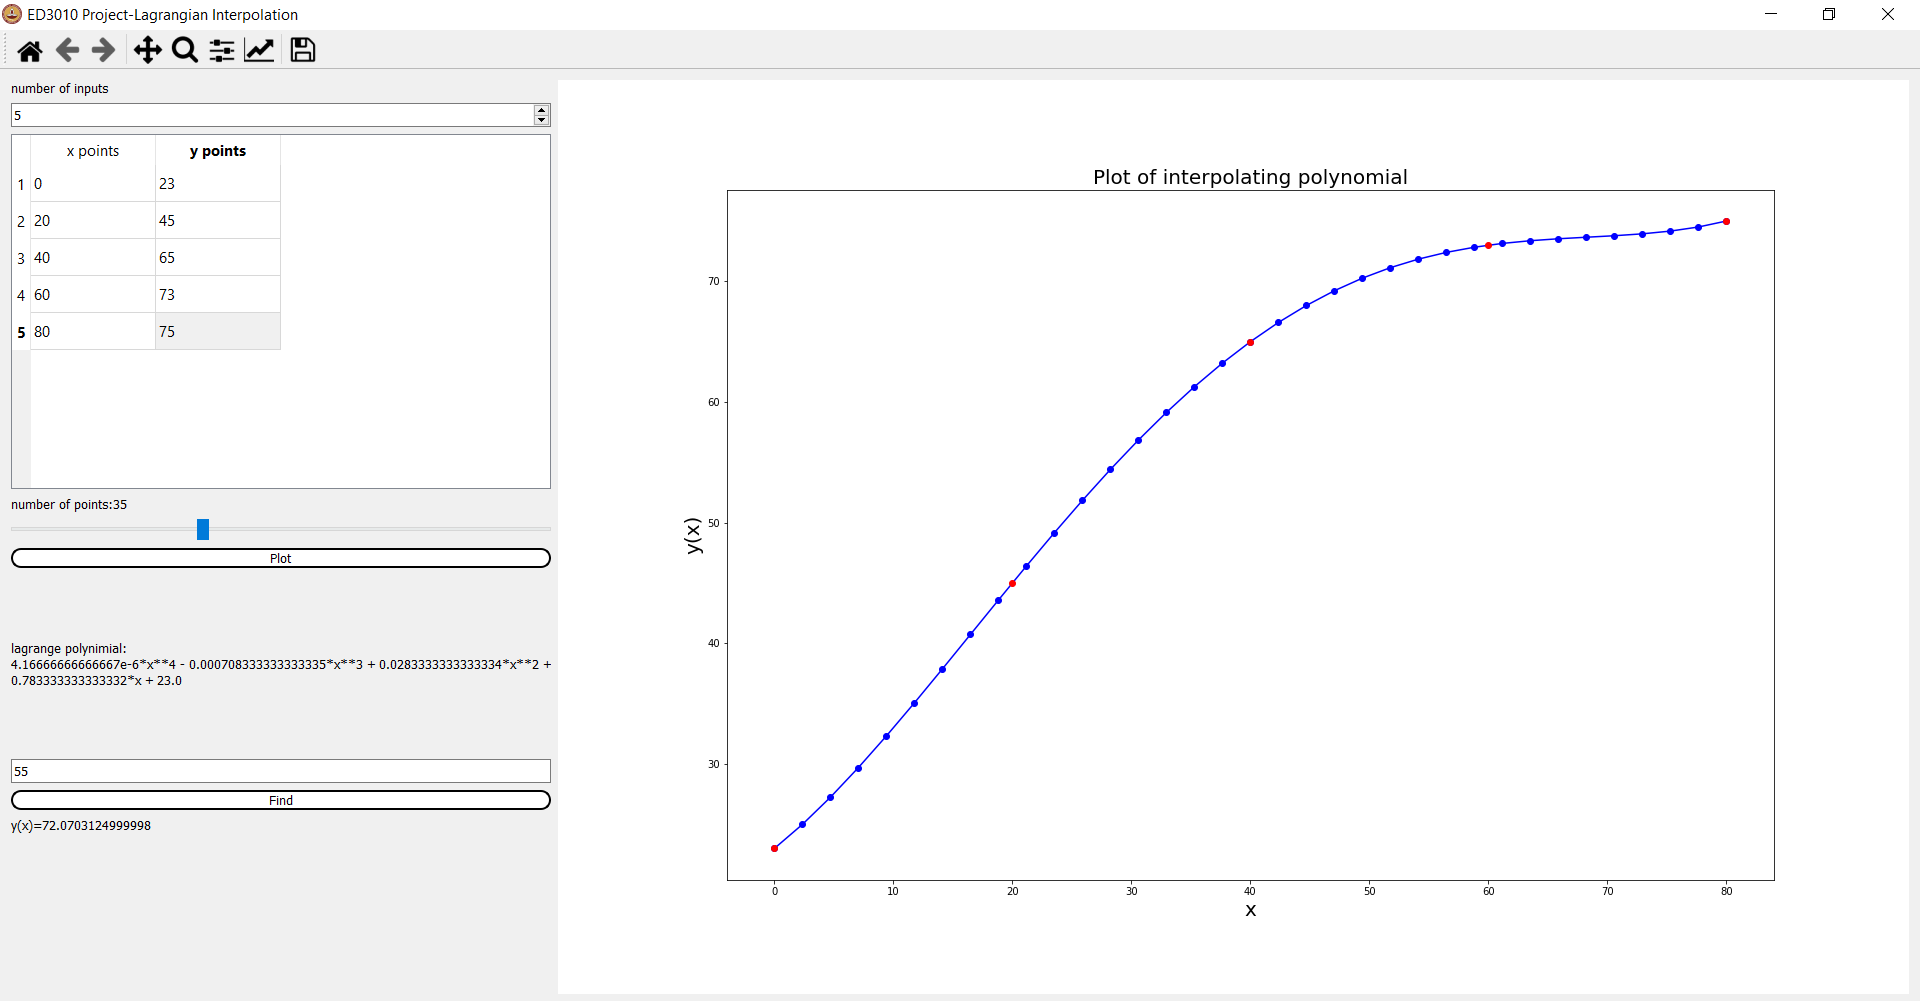 ED3010 Project-Lagrangian Interpolation
number of inputs
5
x points y points
1 0 23
2 20 45
3 40 65
4 60 73
5 80 75
number of points:35
Plot
lagrange polynimial:
4.16666666666667e-6*x**4 - 0.000708333333333335*x**3 + 0.0283333333333334*x**2 +
0.783333333333332*x + 23.0
55
Find
y(x)=72.0703124999998
Plot of interpolating polynomial
70
60
50
40
30
y(x)
0 10 20 30 40 50 60 70 80
x